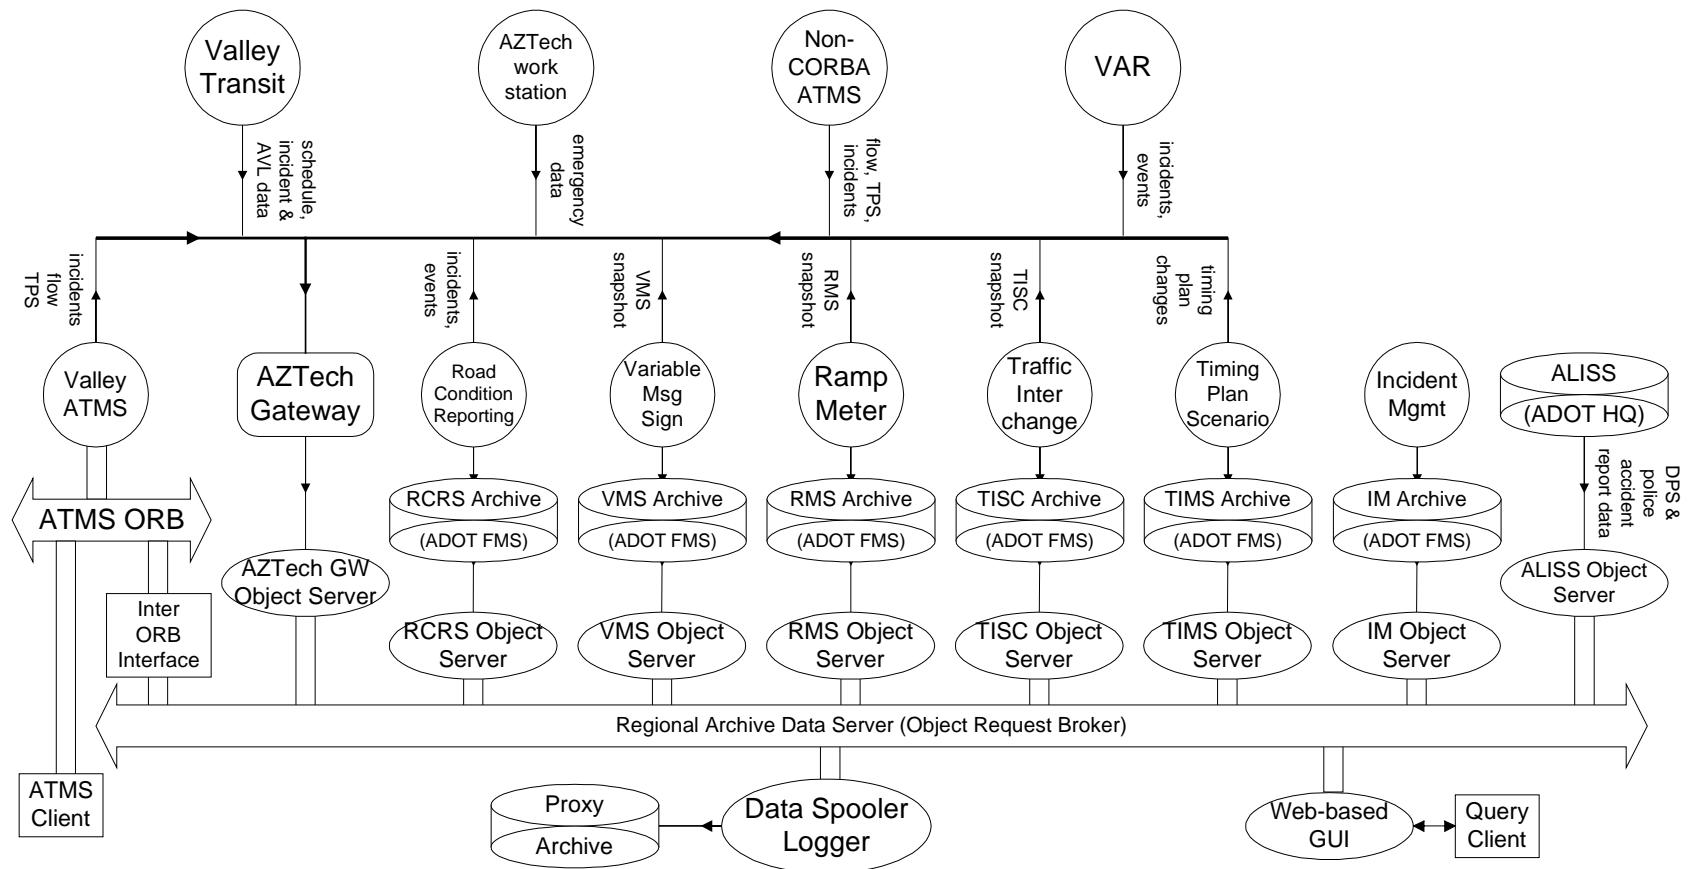 Valley
Transit
AZTech
work
station
Non-
CORBA
ATMS
VAR
schedule,
incident &
AVL data
emergency
data
flow, TPS,
incidents
incidents,
events
incidents
flow
TPS
incidents,
events
VMS
snapshot
RMS
snapshot
TISC
snapshot
timing
plan
changes
Valley
ATMS
AZTech
Gateway
Road
Condition
Reporting
Variable
Msg
Sign
Ramp
Meter
Traffic
Inter
change
Timing
Plan
Scenario
Incident
Mgmt
ALISS
(ADOT HQ)
DPS &
police
accident
report data
ATMS ORB
RCRS Archive
(ADOT FMS)
VMS Archive
(ADOT FMS)
RMS Archive
(ADOT FMS)
TISC Archive
(ADOT FMS)
TIMS Archive
(ADOT FMS)
IM Archive
(ADOT FMS)
AZTech GW
Object Server
ALISS Object
Server
Inter
ORB
Interface
RCRS Object
Server
VMS Object
Server
RMS Object
Server
TISC Object
Server
TIMS Object
Server
IM Object
Server
Regional Archive Data Server (Object Request Broker)
ATMS
Client
Proxy
Archive
Data Spooler
Logger
Web-based
GUI
Query
Client